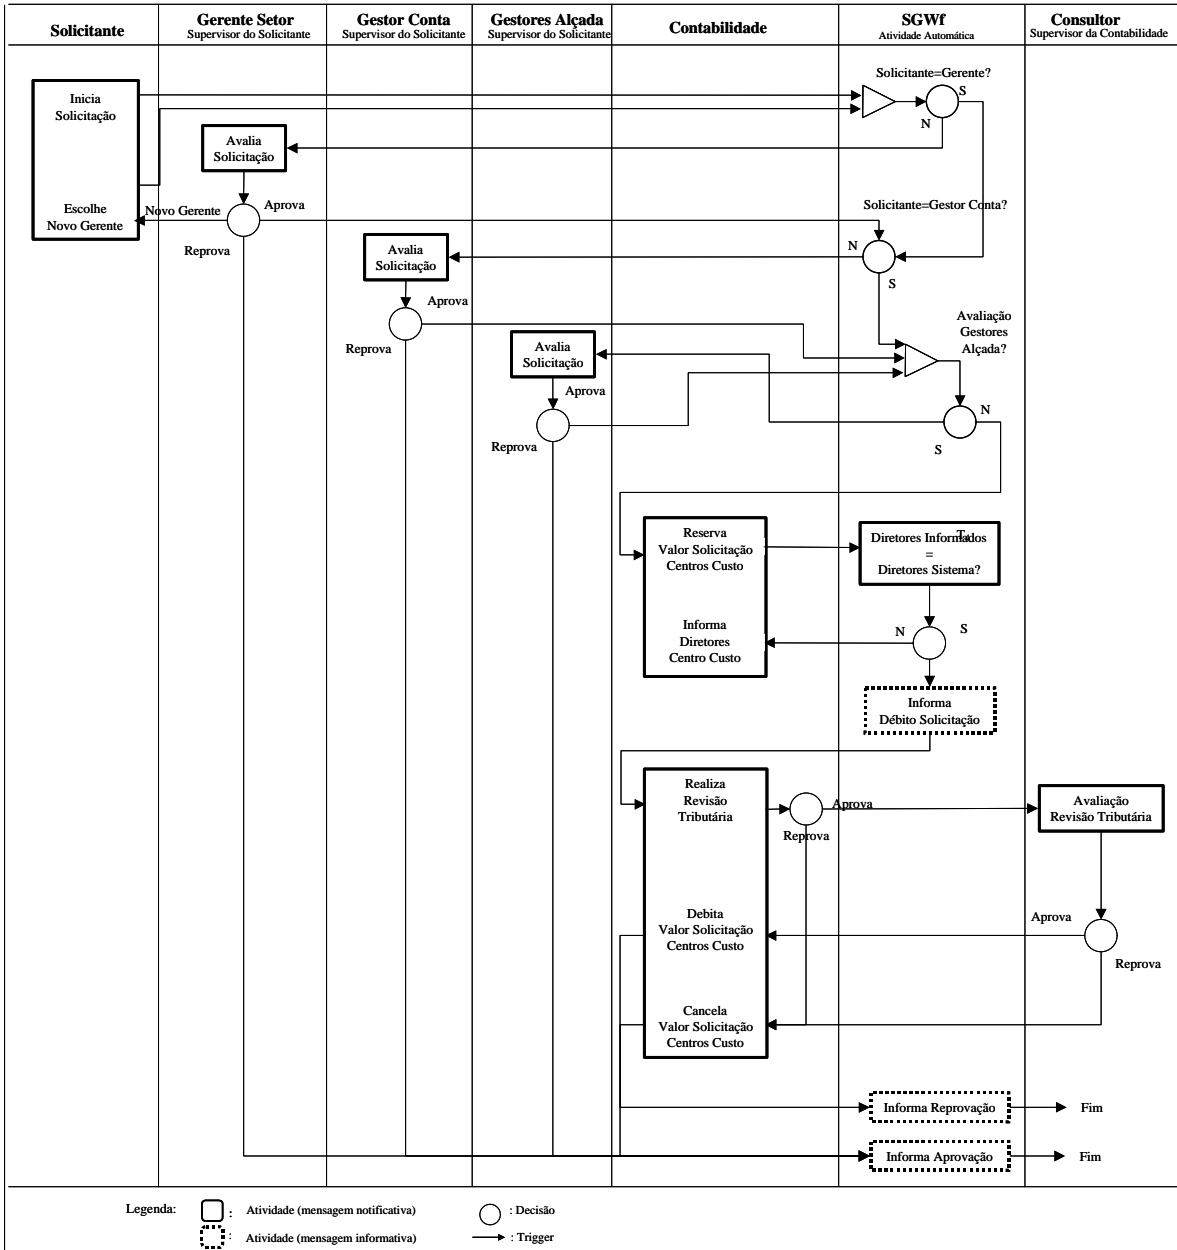 Solicitante
Gerente Setor
Supervisor do Solicitante
Gestor Conta
Supervisor do Solicitante
Gestores Alçada
Supervisor do Solicitante
Contabilidade
SGWf
Atividade Automática
Consultor
Supervisor da Contabilidade
Solicitante=Gerente?
Inicia
Solicitação
S
N
Avalia
Solicitação
Escolhe
Novo Gerente
Novo Gerente
Aprova
Reprova
Solicitante=Gestor Conta?
Avalia
Solicitação
N
S
Aprova
Reprova
Avaliação
Gestores
Alçada?
Avalia
Solicitação
Aprova
Reprova
N
S
Reserva
Valor Solicitação
Centros Custo
Diretores Informados
=
Diretores Sistema?
Informa
Diretores
Centro Custo
N
S
Informa
Débito Solicitação
Realiza
Revisão
Tributária
Aprova
Reprova
Avaliação
Revisão Tributária
Debita
Valor Solicitação
Centros Custo
Aprova
Reprova
Cancela
Valor Solicitação
Centros Custo
Informa Reprovação
Fim
Informa Aprovação
Fim
Legenda:
: Atividade (mensagem notificativa)
: Decisão
: Atividade (mensagem informativa)
: Trigger